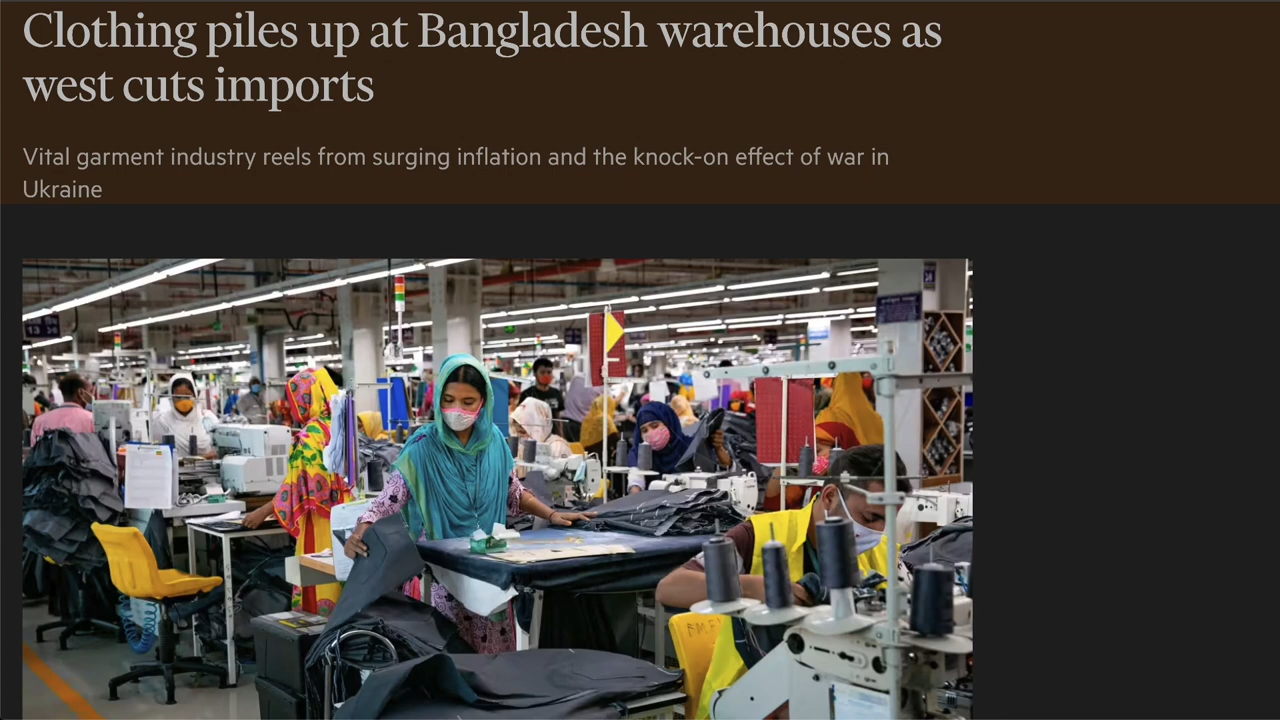 Clothing piles up at Bangladesh warehouses as
west cuts imports
Vital garment industry reels from surging inflation and the knock-on effect of war in
Ukraine
13